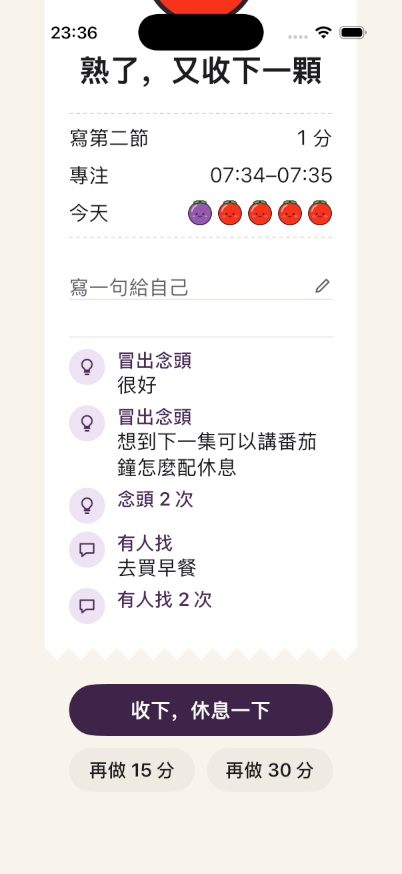 23:36
熟了，又收下一顆
寫第二節 1 分
專注 07:34–07:35
今天
寫一句給自己
冒出念頭
很好
冒出念頭
想到下一集可以講番茄
鐘怎麼配休息
念頭 2 次
有人找
去買早餐
有人找 2 次
收下，休息一下
再做 15 分 再做 30 分